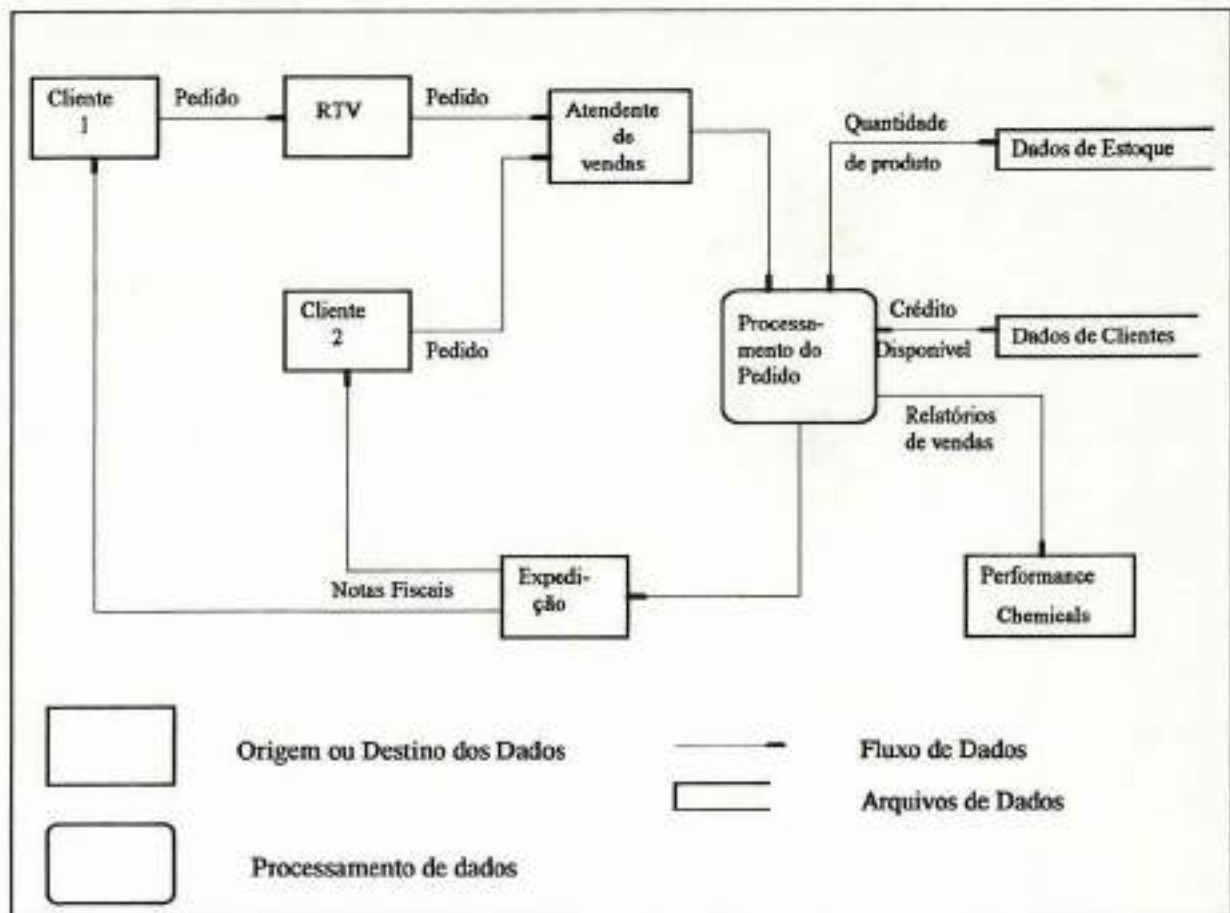 Cliente
1
Pedido
RTV
Pedido
Atendente
de
vendas
Quantidade
de produto
Dados de Estoque
Cliente
2
Pedido
Processa-
mento do
Pedido
Crédito
Disponível
Dados de Clientes
Relatórios
de vendas
Notas Fiscais
Expedi-
ção
Performance
Chemicals
Origem ou Destino dos Dados
Fluxo de Dados
Arquivos de Dados
Processamento de dados